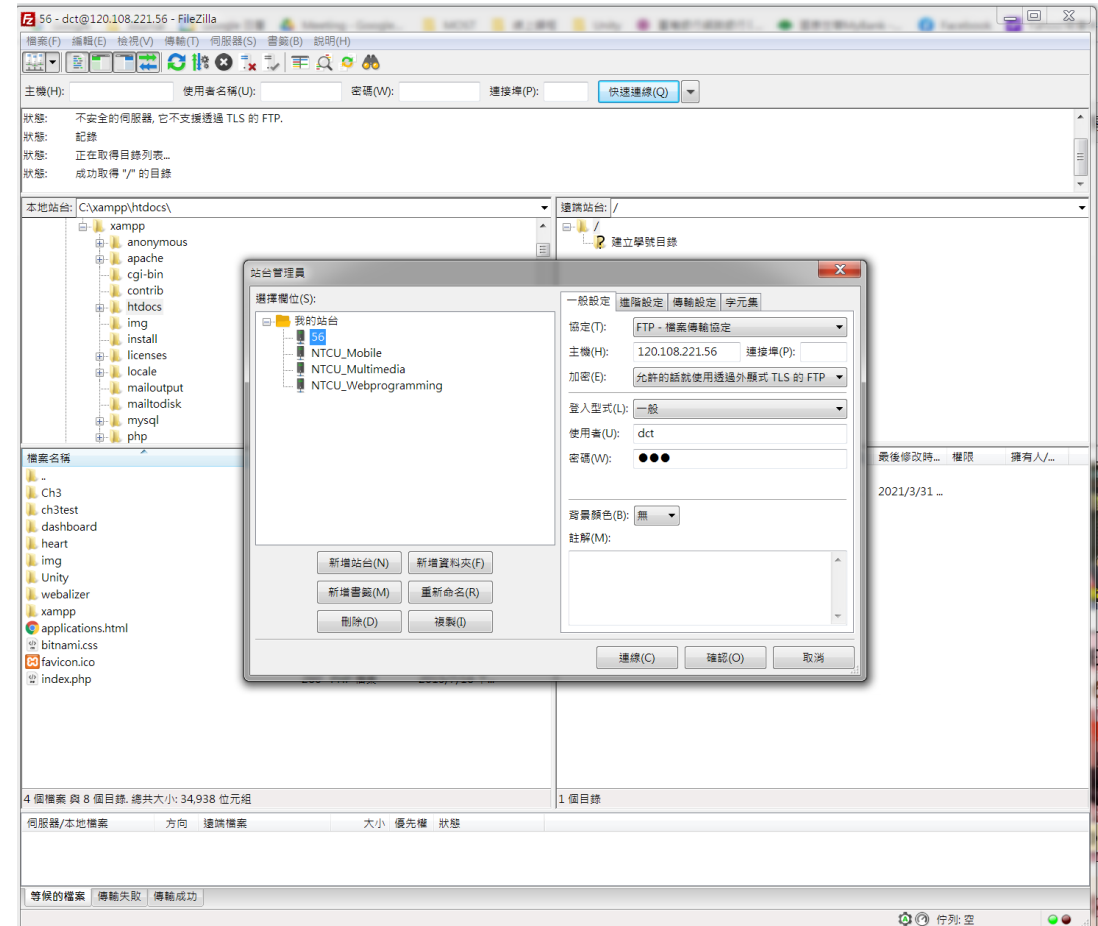 56 - dct@120.108.221.56 - FileZilla
檔案(F) 編輯(E) 檢視(V) 傳輸(T) 伺服器(S) 書籤(B) 說明(H)
主機(H): 使用者名稱(U): 密碼(W): 連接埠(P): 快速連線(Q)
狀態: 不安全的伺服器, 它不支援透過 TLS 的 FTP.
狀態: 記錄
狀態: 正在取得目錄列表...
狀態: 成功取得 "/" 的目錄
本地站台: C:\xampp\htdocs\
xampp
anonymous
apache
cgi-bin
contrib
htdocs
img
install
licenses
locale
mailoutput
mailtodisk
mysql
php
遠端站台: /
/
建立學號目錄
站台管理員
選擇欄位(S):
我的站台
56
NTCU_Mobile
NTCU_Multimedia
NTCU_Webprogramming
新增站台(N) 新增資料夾(F)
新增書籤(M) 重新命名(R)
刪除(D) 複製(I)
一般設定 進階設定 傳輸設定 字元集
協定(T): FTP - 檔案傳輸協定
主機(H): 120.108.221.56 連接埠(P):
加密(E): 允許的話就使用透過外顯式 TLS 的 FTP
登入型式(L): 一般
使用者(U): dct
密碼(W): ●●●
背景顏色(B): 無
註解(M):
連線(C) 確認(O) 取消
檔案名稱
..
Ch3
ch3test
dashboard
heart
img
Unity
webalizer
xampp
applications.html
bitnami.css
favicon.ico
index.php
4 個檔案 與 8 個目錄. 總共大小: 34,938 位元組
最後修改時... 權限 擁有人/...
2021/3/31 ...
1 個目錄
伺服器/本地檔案 方向 遠端檔案 大小 優先權 狀態
等候的檔案 傳輸失敗 傳輸成功
佇列: 空